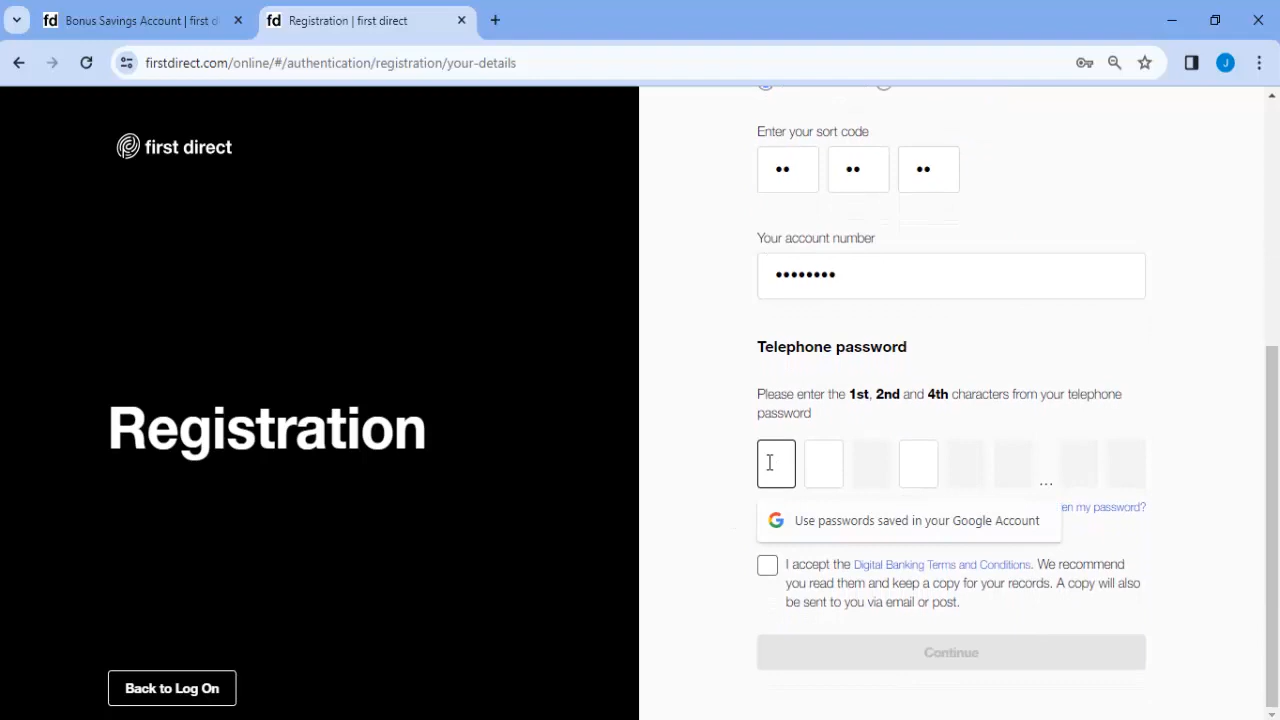 fd Bonus Savings Account | first d
fd Registration | first direct
firstdirect.com/online/#/authentication/registration/your-details
J
first direct
Registration
Back to Log On
Enter your sort code
•• •• ••
Your account number
••••••••
Telephone password
Please enter the 1st, 2nd and 4th characters from your telephone
password
...
en my password?
Use passwords saved in your Google Account
I accept the Digital Banking Terms and Conditions. We recommend
you read them and keep a copy for your records. A copy will also
be sent to you via email or post.
Continue